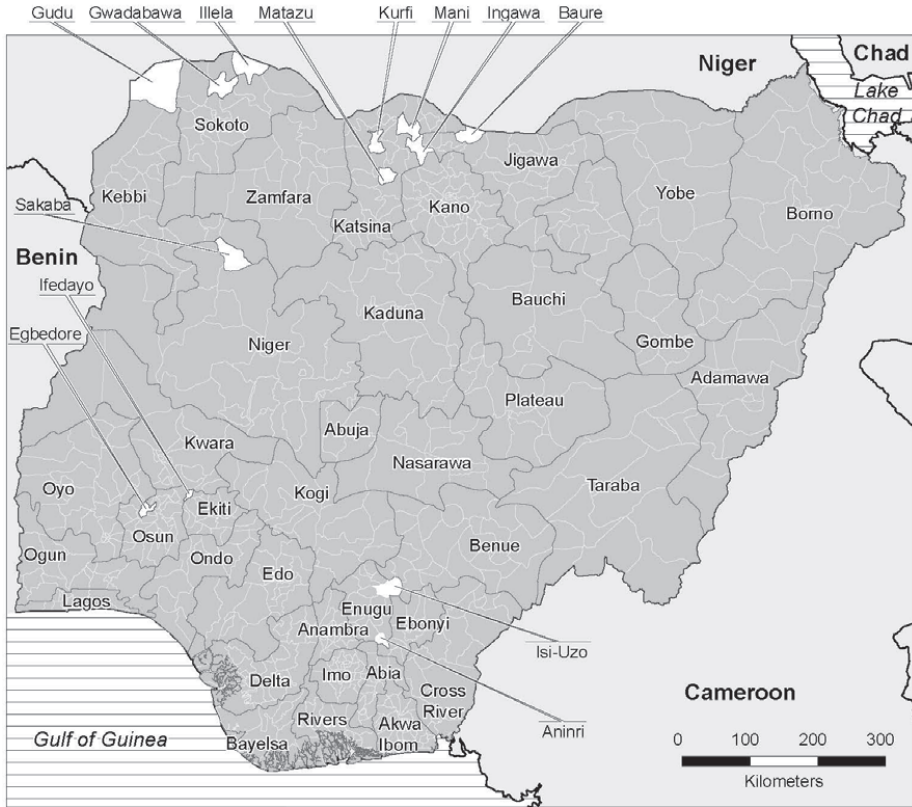 Gudu
Gwadabawa
Illela
Matazu
Kurfi
Mani
Ingawa
Baure
Niger
Chad
Lake
Chad
Sokoto
Jigawa
Kebbi
Zamfara
Yobe
Kano
Borno
Katsina
Sakaba
Benin
Ifedayo
Bauchi
Kaduna
Egbedore
Niger
Gombe
Adamawa
Plateau
Abuja
Kwara
Nasarawa
Oyo
Kogi
Taraba
Ekiti
Osun
Benue
Ogun
Ondo
Edo
Lagos
Enugu
Anambra
Ebonyi
Isi-Uzo
Imo
Abia
Delta
Cross
River
Cameroon
Rivers
Akwa
Ibom
Aninri
Gulf of Guinea
Bayelsa
0 100 200 300
Kilometers